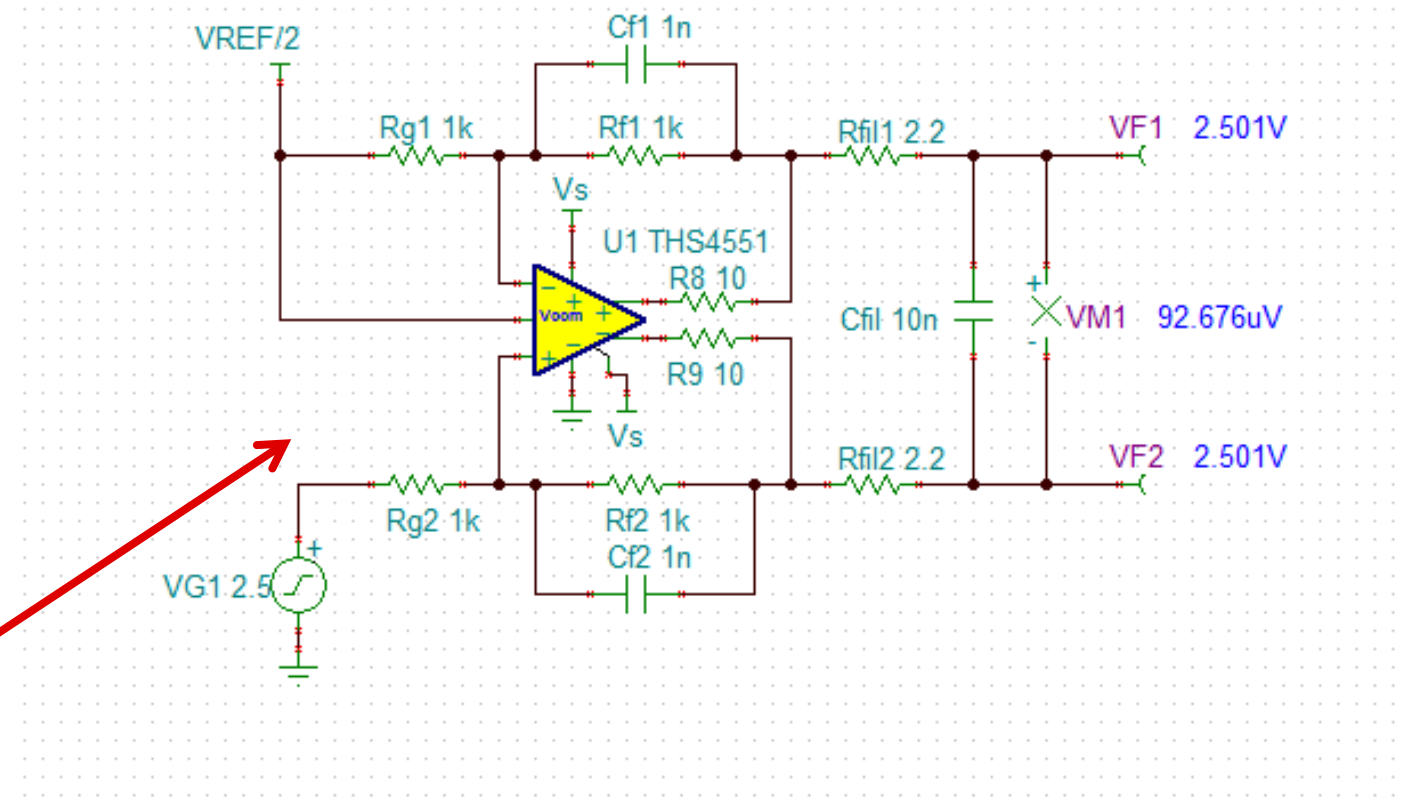 Cf1 1n
VREF/2
Rg1 1k
Rf1 1k
Rfil1 2.2
VF1 2.501V
Vs
U1 THS4551
R8 10
-
+
+
Vcom
-
+
Cfil 10n
+
VM1 92.676uV
-
R9 10
Vs
Rfil2 2.2
VF2 2.501V
Rg2 1k
Rf2 1k
Cf2 1n
+
VG1 2.5